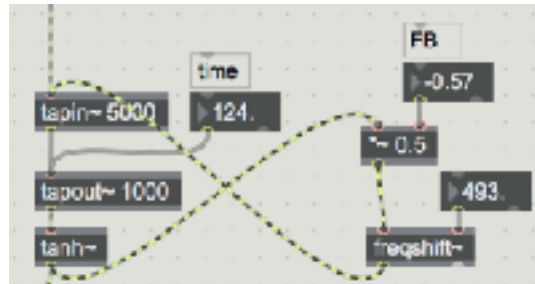 FB
time
-0.57
tapin~ 5000
124.
*~ 0.5
tapout~ 1000
493.
tanh~
freqshift~